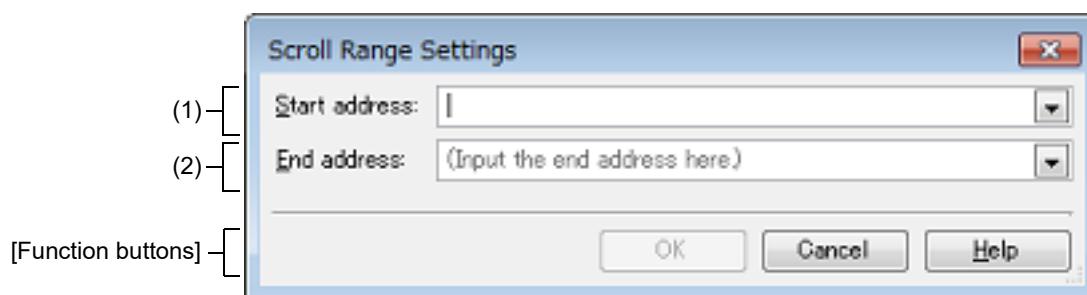 Scroll Range Settings
(1) Start address:
(2) End address: (Input the end address here.)
[Function buttons] OK Cancel Help